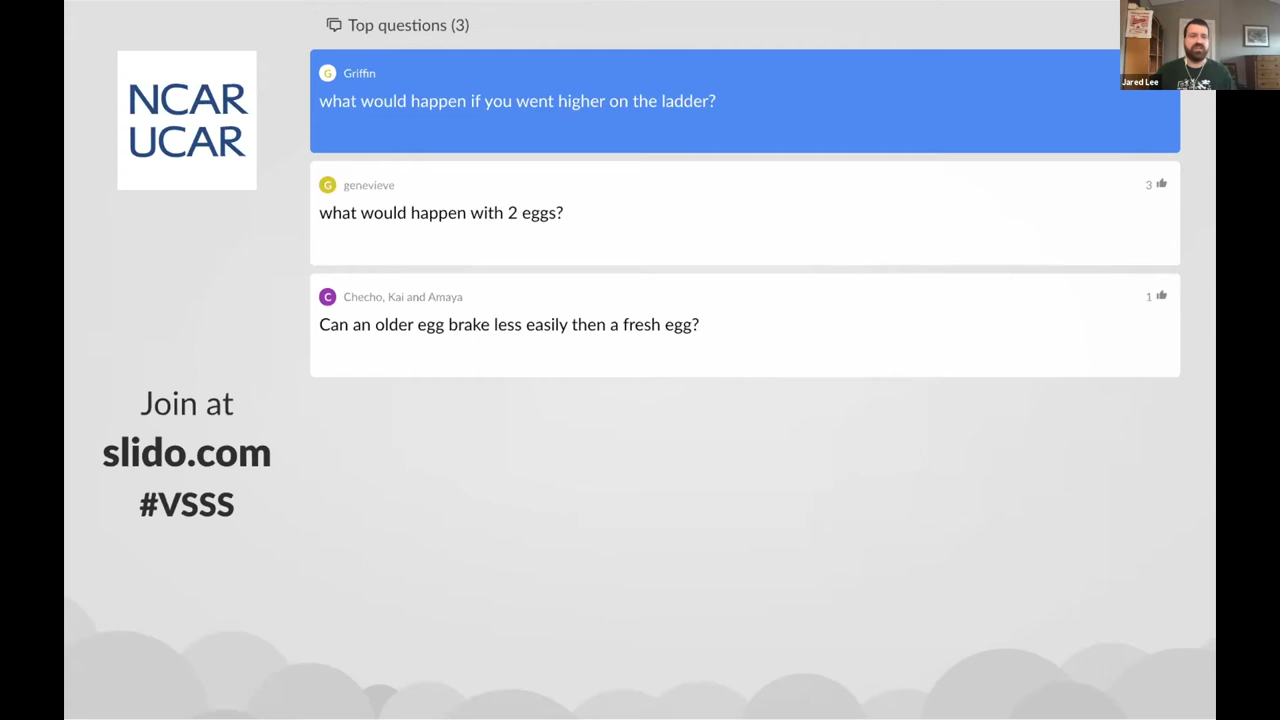 Top questions (3)
NCAR
UCAR
G Griffin
what would happen if you went higher on the ladder?
Jared Lee
G genevieve 3
what would happen with 2 eggs?
C Checho, Kai and Amaya 1
Can an older egg brake less easily then a fresh egg?
Join at
slido.com
#VSSS